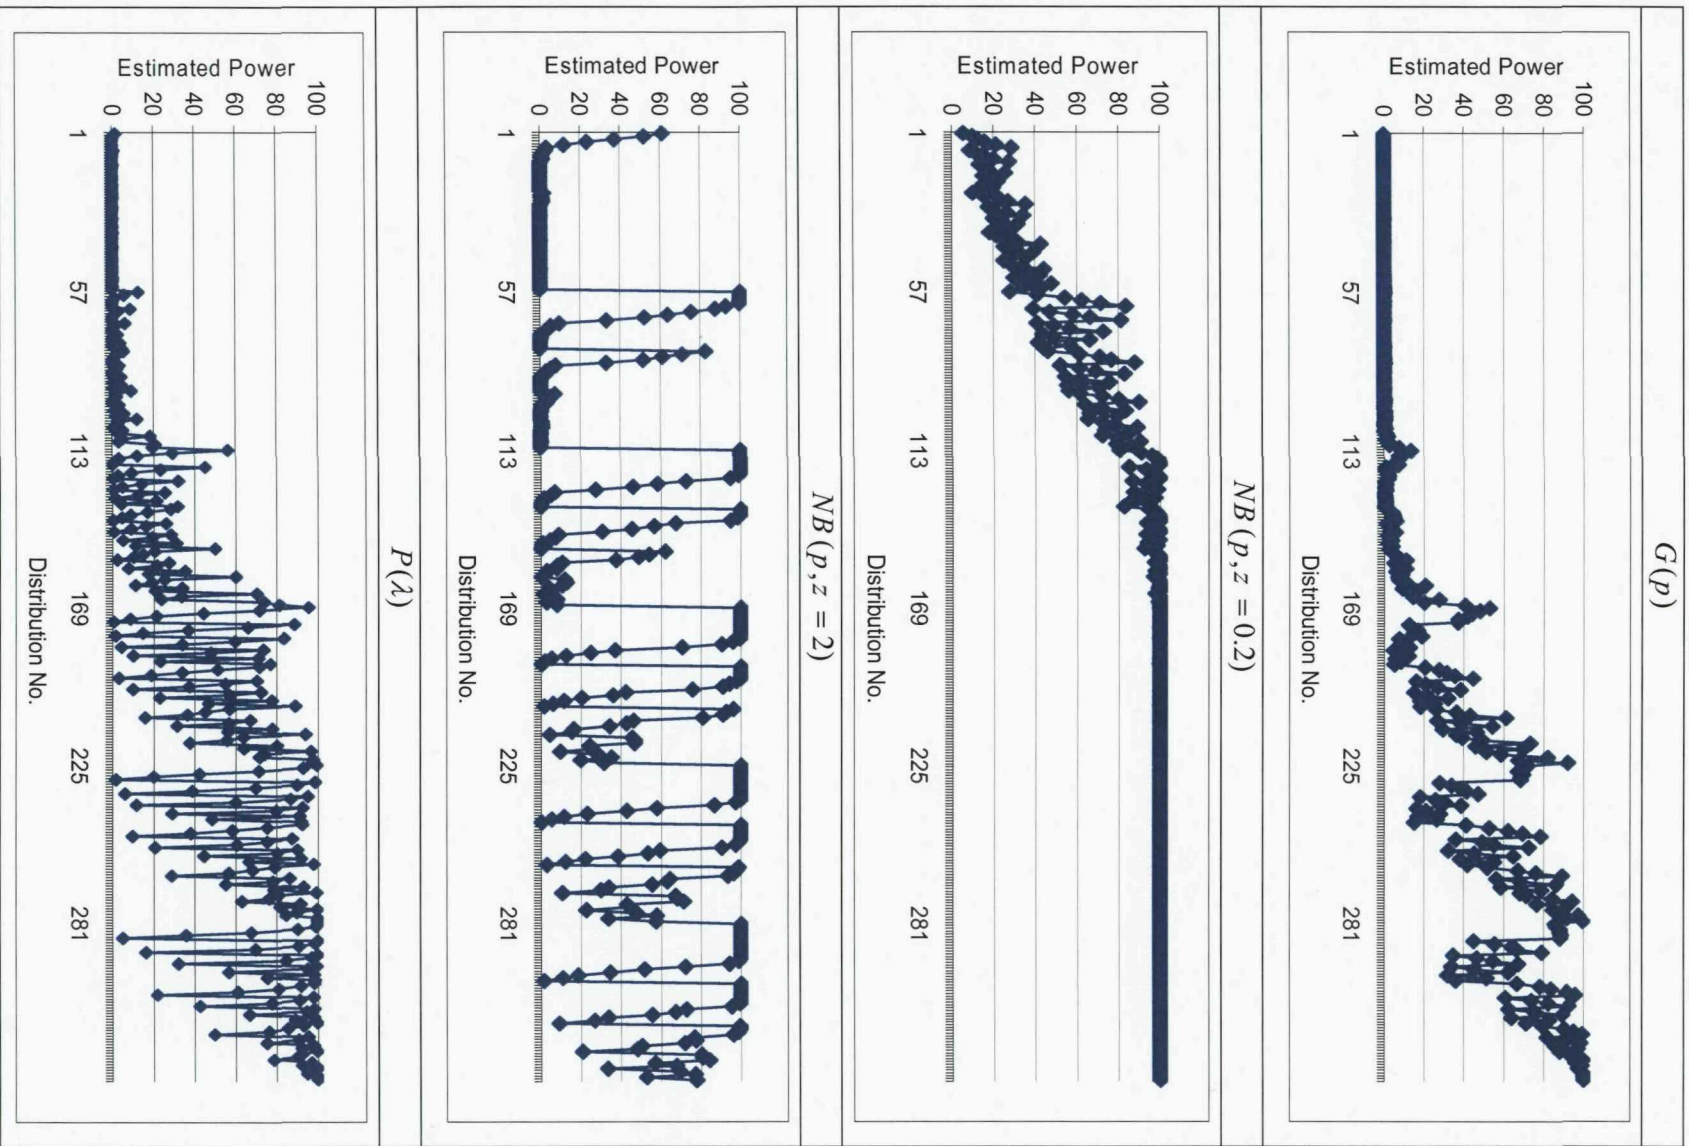 G(p)
Estimated Power
100
80
60
40
20
0
1 57 113 169 225 281
Distribution No.
NB(p,z = 0.2)
Estimated Power
100
80
60
40
20
0
1 57 113 169 225 281
Distribution No.
NB(p,z = 2)
Estimated Power
100
80
60
40
20
0
1 57 113 169 225 281
Distribution No.
P(λ)
Estimated Power
100
80
60
40
20
0
1 57 113 169 225 281
Distribution No.